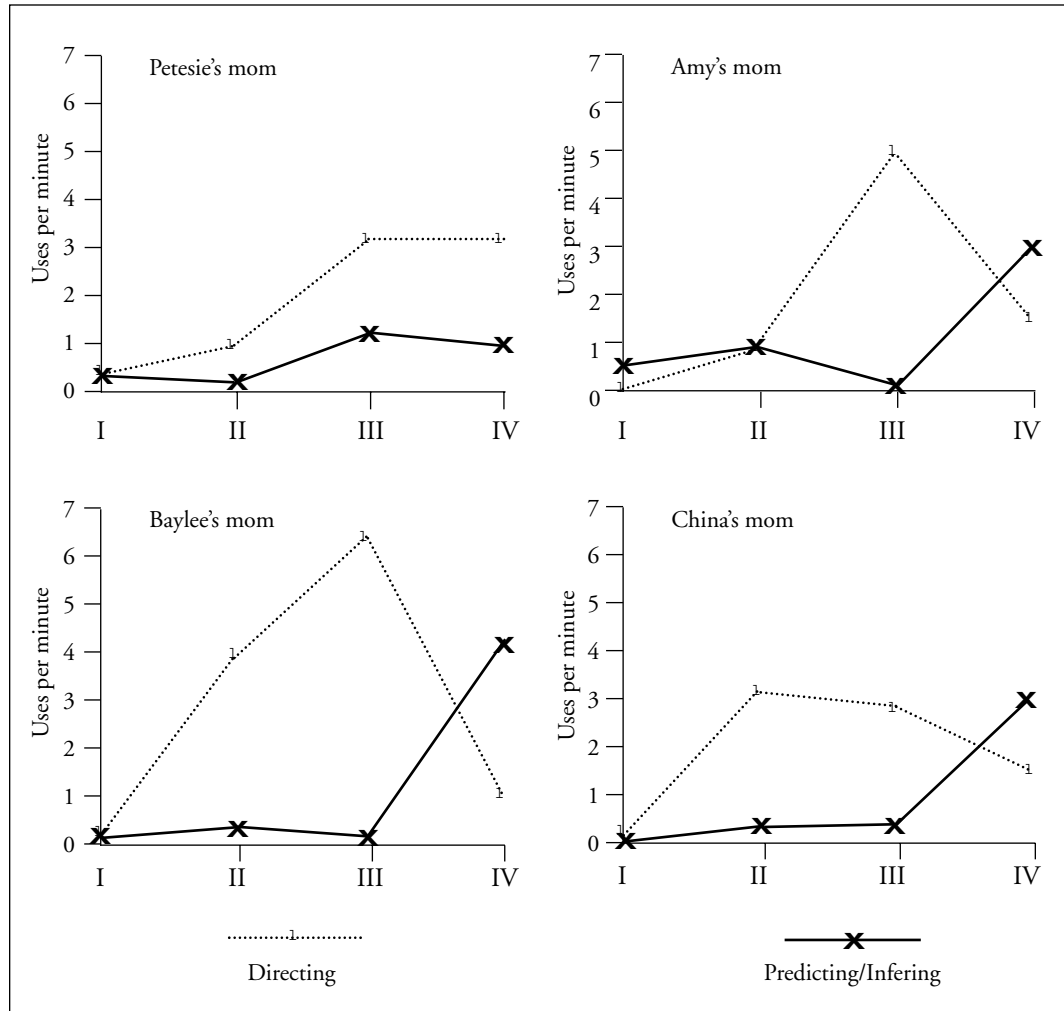 Petesie's mom
Uses per minute
7
6
5
4
3
2
1
0
I II III IV
Amy's mom
Uses per minute
7
6
5
4
3
2
1
0
I II III IV
Baylee's mom
Uses per minute
7
6
5
4
3
2
1
0
I II III IV
China's mom
Uses per minute
7
6
5
4
3
2
1
0
I II III IV
Directing
Predicting/Infering